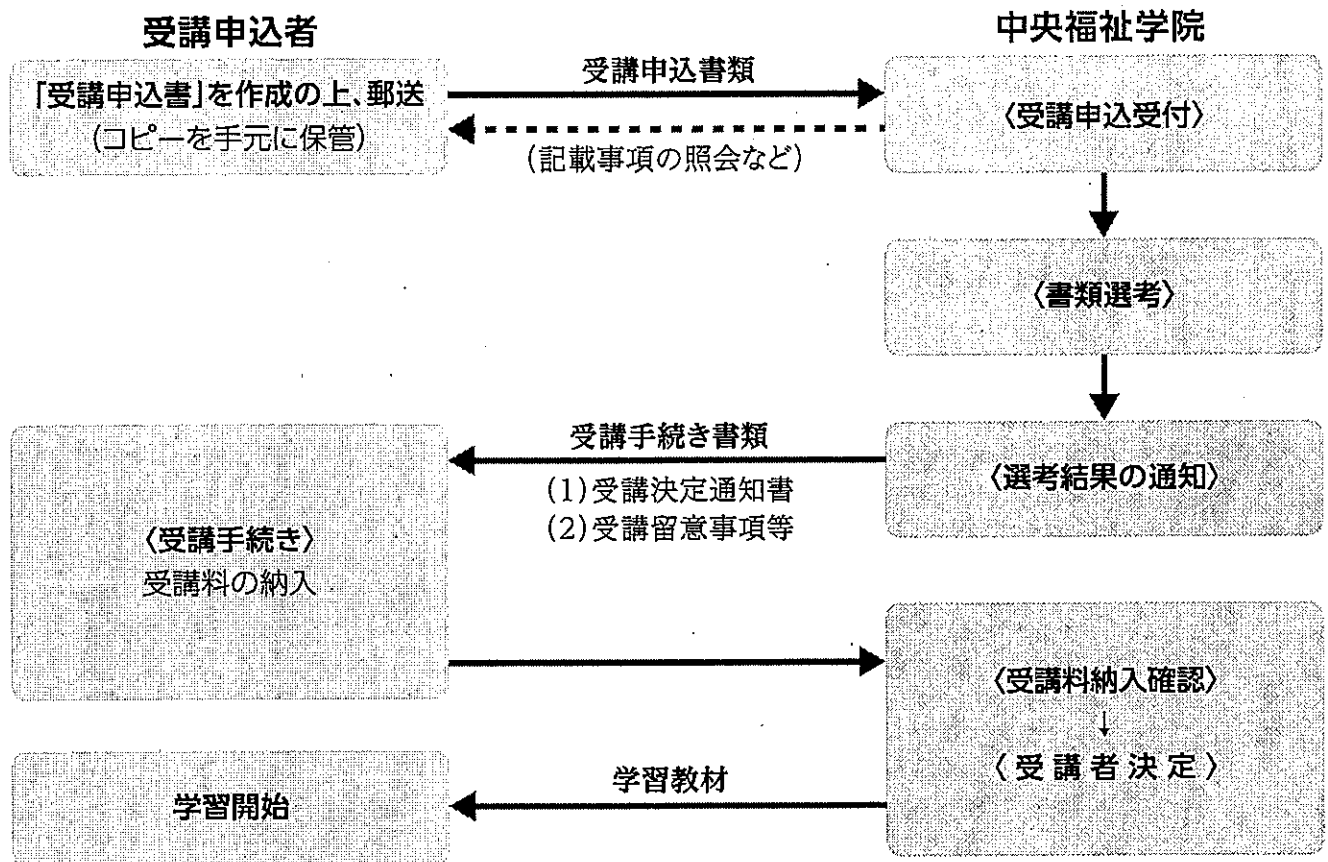 受講申込者
中央福祉学院
「受講申込書」を作成の上、郵送
(コピーを手元に保管)
受講申込書類
(記載事項の照会など)
〈受講申込受付〉
〈書類選考〉
〈選考結果の通知〉
受講手続き書類
(1)受講決定通知書
(2)受講留意事項等
〈受講手続き〉
受講料の納入
〈受講料納入確認〉
↓
〈受講者決定〉
学習教材
学習開始